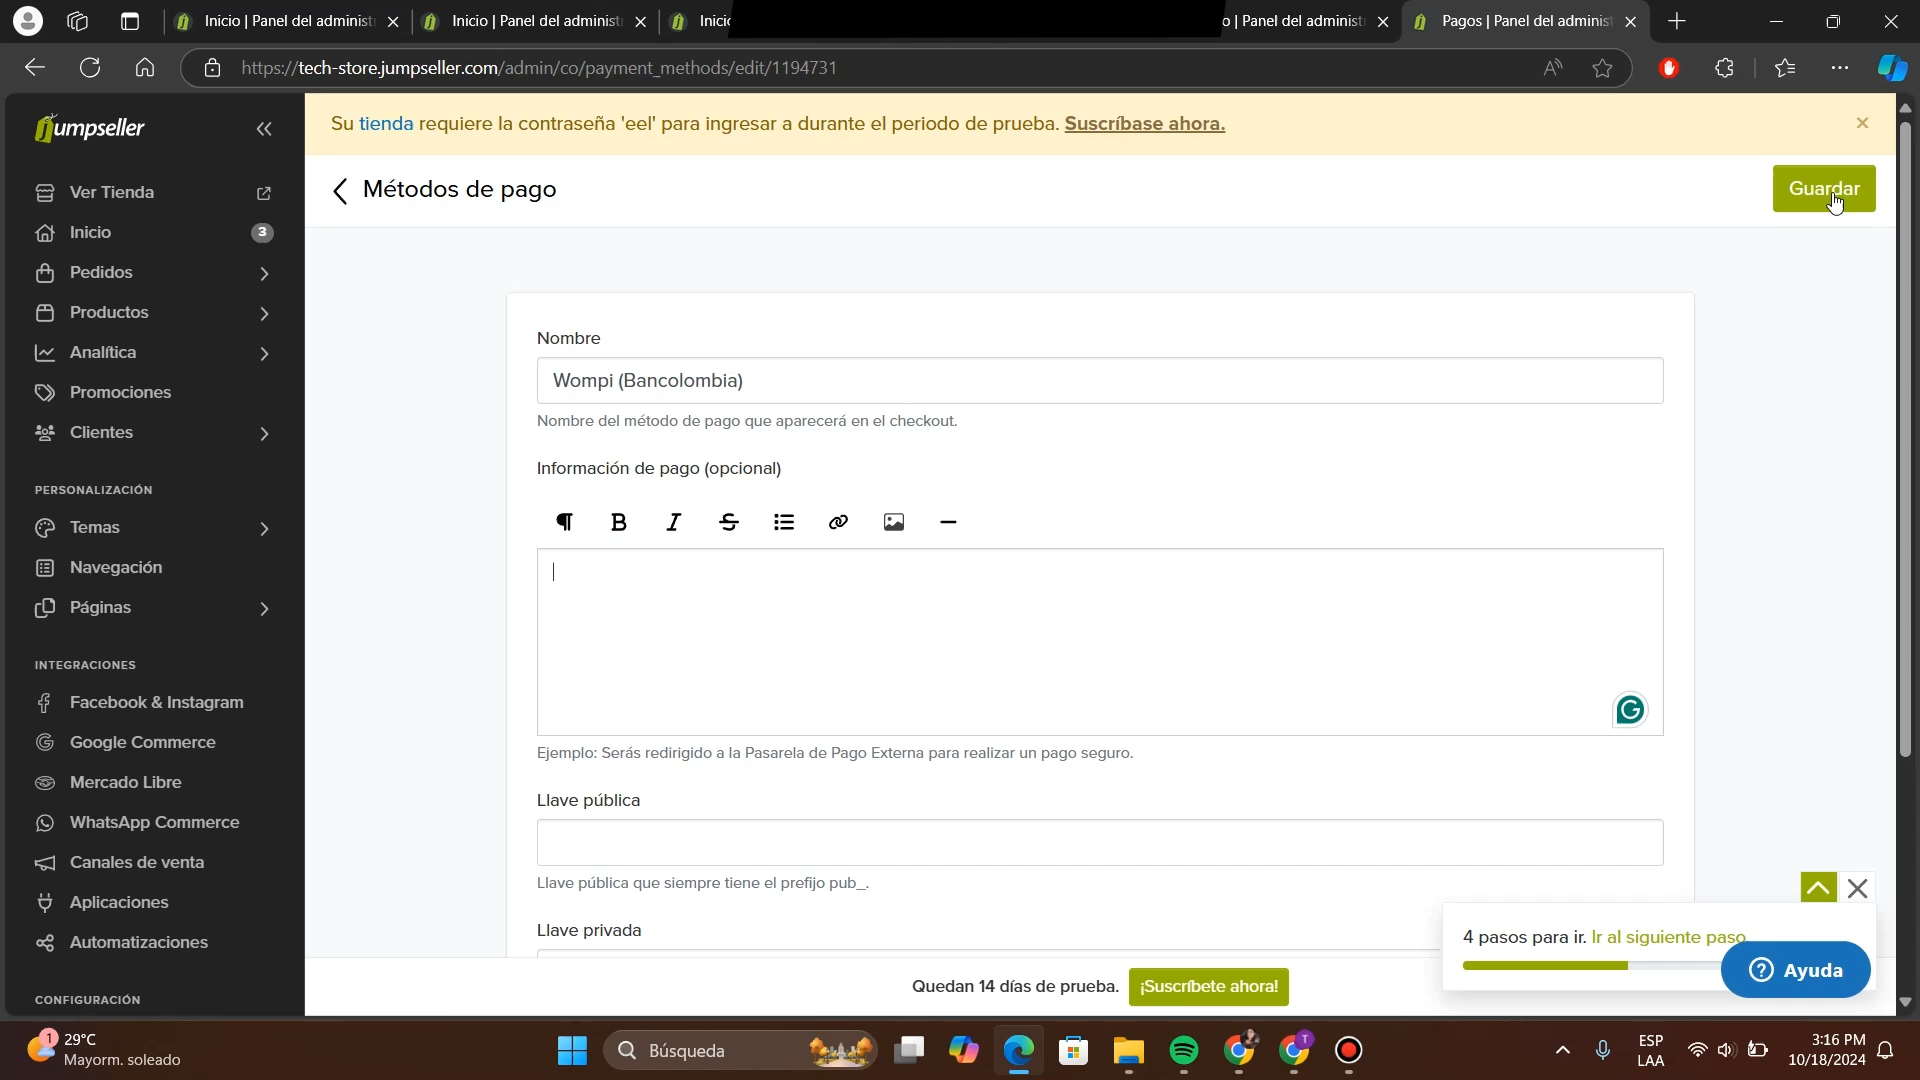 Inicio | Panel del administ
Inicio | Panel del administ
Inicio
| Panel del administ
Pagos | Panel del adminis
https://tech-store.jumpseller.com/admin/co/payment_methods/edit/1194731
jumpseller
Su tienda requiere la contraseña 'eel' para ingresar a durante el periodo de prueba. Suscríbase ahora.
Ver Tienda
Inicio
3
Pedidos
Productos
Analítica
Promociones
Clientes
PERSONALIZACIÓN
Temas
Navegación
Páginas
INTEGRACIONES
Facebook & Instagram
Google Commerce
Mercado Libre
WhatsApp Commerce
Canales de venta
Aplicaciones
Automatizaciones
CONFIGURACIÓN
Métodos de pago
Guardar
Nombre
Wompi (Bancolombia)
Nombre del método de pago que aparecerá en el checkout.
Información de pago (opcional)
Ejemplo: Serás redirigido a la Pasarela de Pago Externa para realizar un pago seguro.
Llave pública
Llave pública que siempre tiene el prefijo pub_.
Llave privada
4 pasos para ir. Ir al siguiente paso
Ayuda
Quedan 14 días de prueba.
¡Suscríbete ahora!
1
29°C
Mayorm. soleado
Búsqueda
ESP
LAA
3:16 PM
10/18/2024